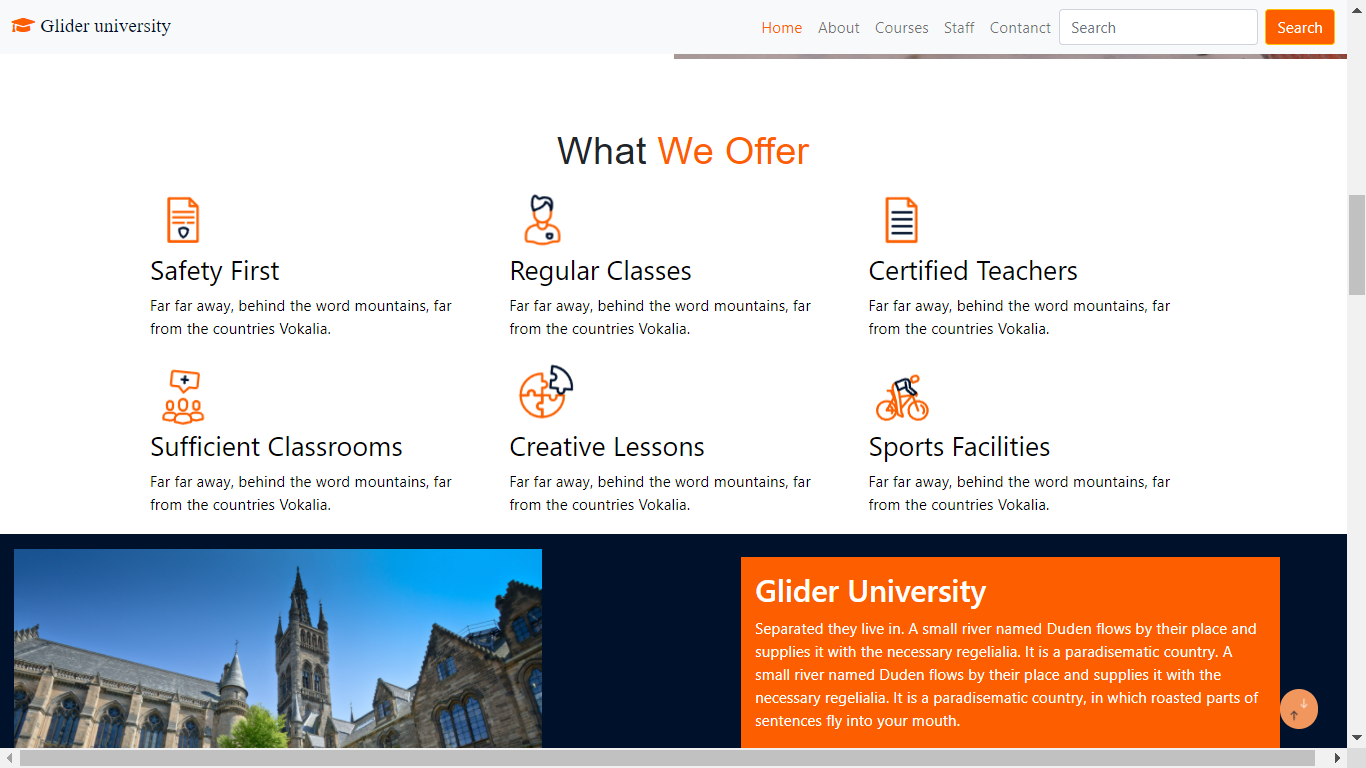 Glider university
Home About Courses Staff Contanct Search Search
What We Offer
Safety First
Far far away, behind the word mountains, far
from the countries Vokalia.
Regular Classes
Far far away, behind the word mountains, far
from the countries Vokalia.
Certified Teachers
Far far away, behind the word mountains, far
from the countries Vokalia.
Sufficient Classrooms
Far far away, behind the word mountains, far
from the countries Vokalia.
Creative Lessons
Far far away, behind the word mountains, far
from the countries Vokalia.
Sports Facilities
Far far away, behind the word mountains, far
from the countries Vokalia.
Glider University
Separated they live in. A small river named Duden flows by their place and
supplies it with the necessary regelialia. It is a paradisematic country. A
small river named Duden flows by their place and supplies it with the
necessary regelialia. It is a paradisematic country, in which roasted parts of
sentences fly into your mouth.